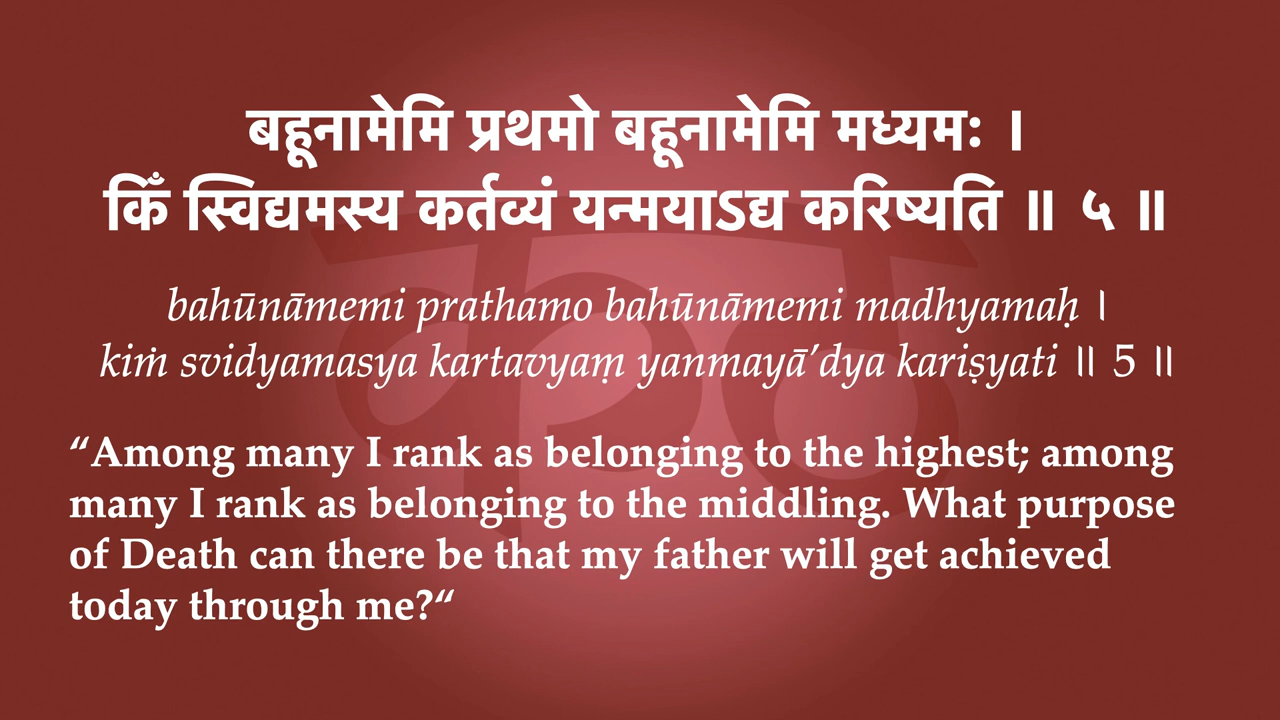 बहूनामेमि प्रथमो बहूनामेमि मध्यमः ।
किँ स्विद्यमस्य कर्तव्यं यन्मयाऽद्य करिष्यति ॥ ५ ॥
bahūnāmemi prathamo bahūnāmemi madhyamaḥ ।
kiṁ svidyamasya kartavyaṃ yanmayā’dya kariṣyati ॥ 5 ॥
“Among many I rank as belonging to the highest; among
many I rank as belonging to the middling. What purpose
of Death can there be that my father will get achieved
today through me?“
कठ